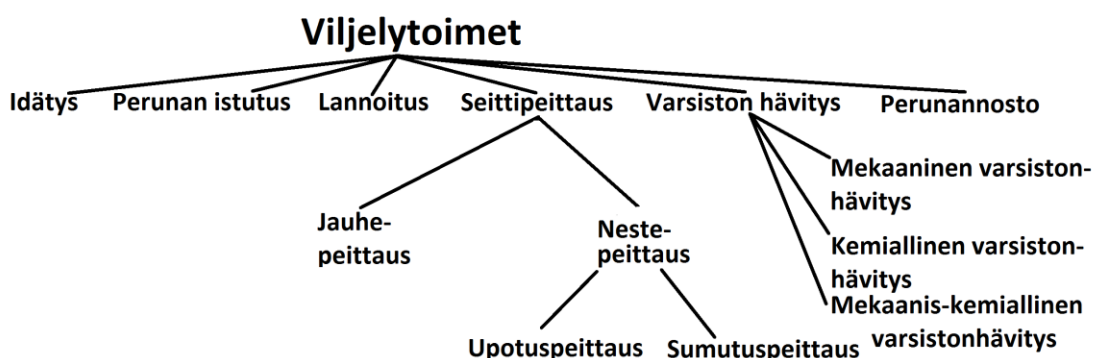 Viljelytoimet
Idätys Perunan istutus Lannoitus Seittipeittaus Varsiston hävitys Perunannosto
Mekaaninen varsiston-
hävitys
Jauhe-
peittaus
Neste-
peittaus
Kemiallinen varsiston-
hävitys
Mekaanis-kemiallinen
varsistonhävitys
Upotuspeittaus Sumutuspeittaus